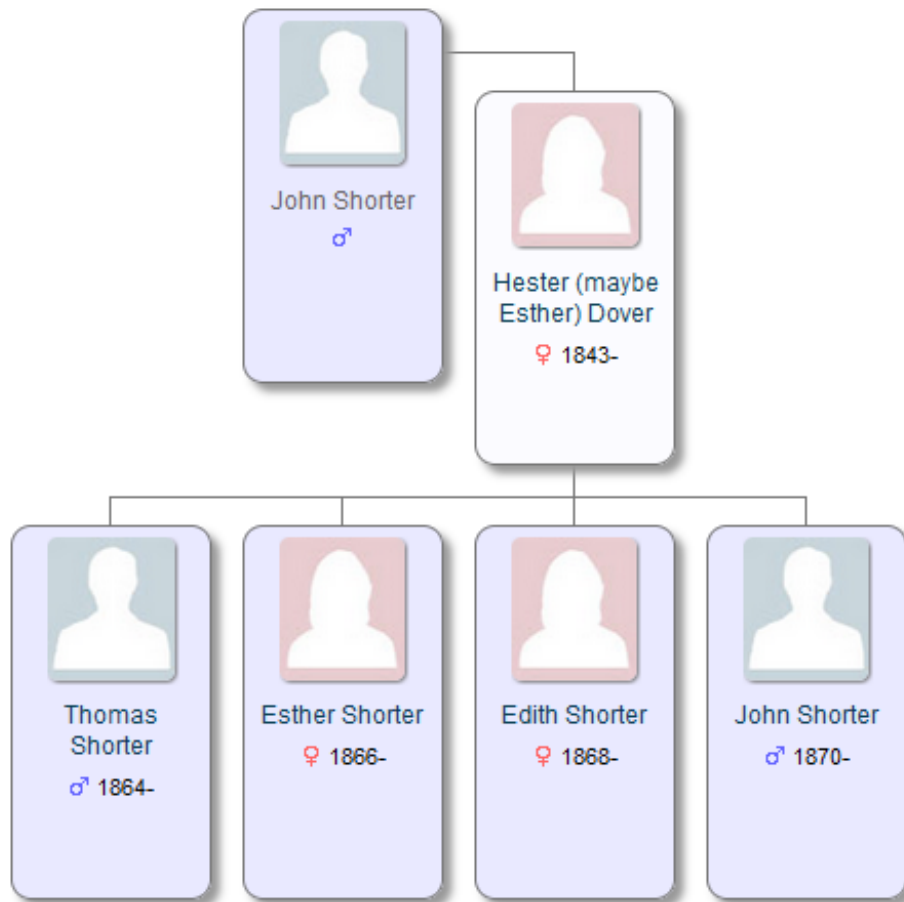 John Shorter
♂
Hester (maybe
Esther) Dover
♀ 1843-
Thomas
Shorter
♂ 1864-
Esther Shorter
♀ 1866-
Edith Shorter
♀ 1868-
John Shorter
♂ 1870-